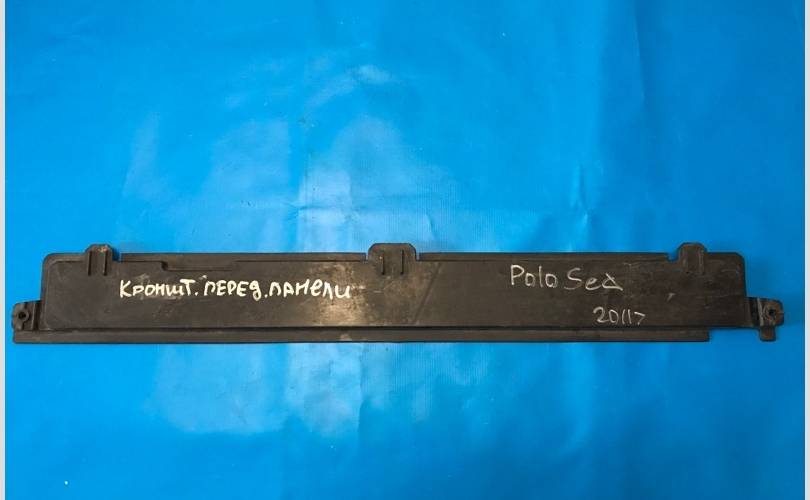 Кроншт. перед. панели
Polo Sed
2011>